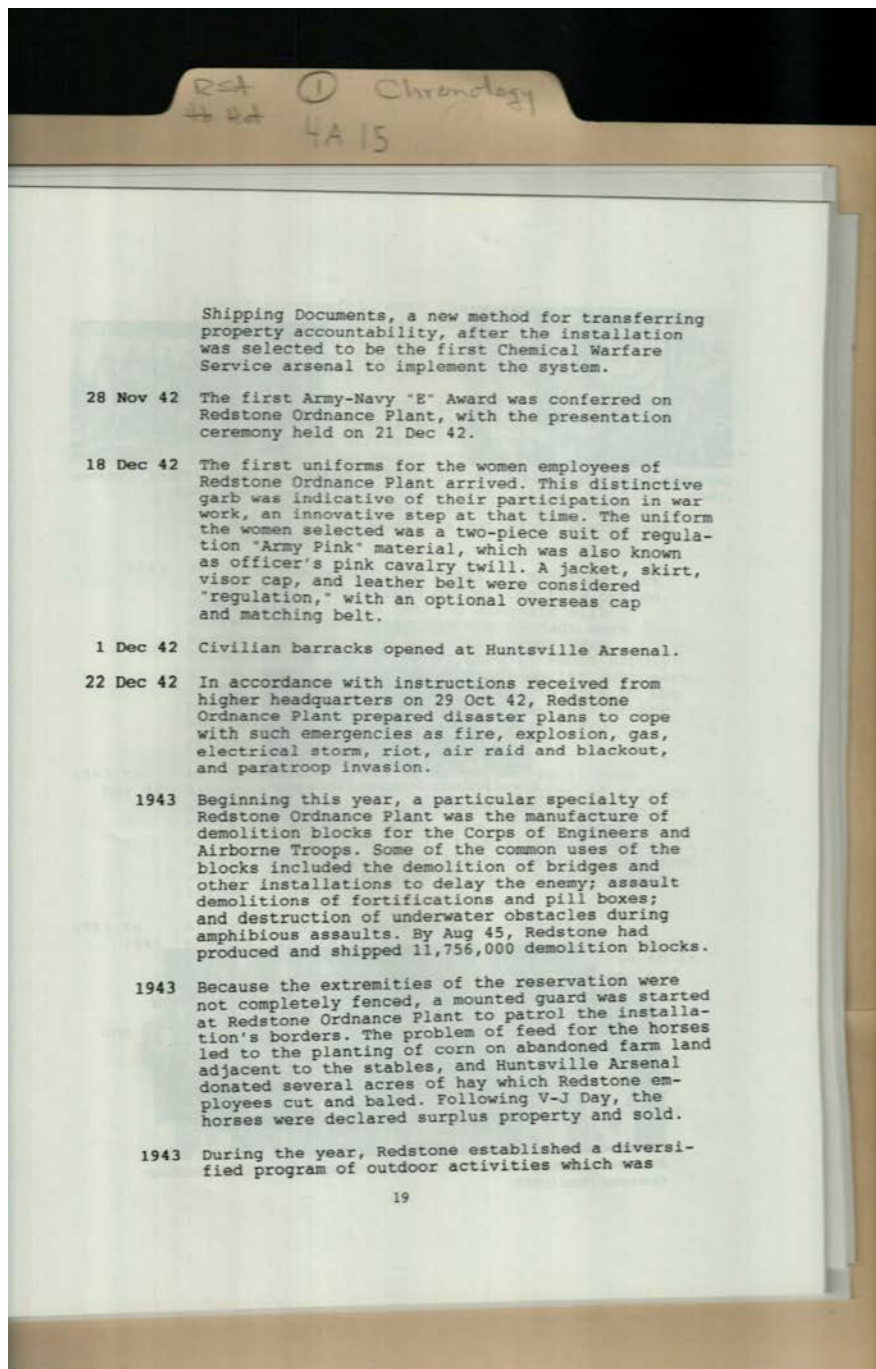 RSA ① Chronology
4A 15
Shipping Documents, a new method for transferring
property accountability, after the installation
was selected to be the first Chemical Warfare
Service arsenal to implement the system.
28 Nov 42 The first Army-Navy "E" Award was conferred on
Redstone Ordnance Plant, with the presentation
ceremony held on 21 Dec 42.
18 Dec 42 The first uniforms for the women employees of
Redstone Ordnance Plant arrived. This distinctive
garb was indicative of their participation in war
work, an innovative step at that time. The uniform
the women selected was a two-piece suit of regula-
tion "Army Pink" material, which was also known
as officer's pink cavalry twill. A jacket, skirt,
visor cap, and leather belt were considered
"regulation," with an optional overseas cap
and matching belt.
1 Dec 42 Civilian barracks opened at Huntsville Arsenal.
22 Dec 42 In accordance with instructions received from
higher headquarters on 29 Oct 42, Redstone
Ordnance Plant prepared disaster plans to cope
with such emergencies as fire, explosion, gas,
electrical storm, riot, air raid and blackout,
and paratroop invasion.
1943 Beginning this year, a particular specialty of
Redstone Ordnance Plant was the manufacture of
demolition blocks for the Corps of Engineers and
Airborne Troops. Some of the common uses of the
blocks included the demolition of bridges and
other installations to delay the enemy; assault
demolitions of fortifications and pill boxes;
and destruction of underwater obstacles during
amphibious assaults. By Aug 45, Redstone had
produced and shipped 11,756,000 demolition blocks.
1943 Because the extremities of the reservation were
not completely fenced, a mounted guard was started
at Redstone Ordnance Plant to patrol the installa-
tion's borders. The problem of feed for the horses
led to the planting of corn on abandoned farm land
adjacent to the stables, and Huntsville Arsenal
donated several acres of hay which Redstone em-
ployees cut and baled. Following V-J Day, the
horses were declared surplus property and sold.
1943 During the year, Redstone established a diversi-
fied program of outdoor activities which was
19